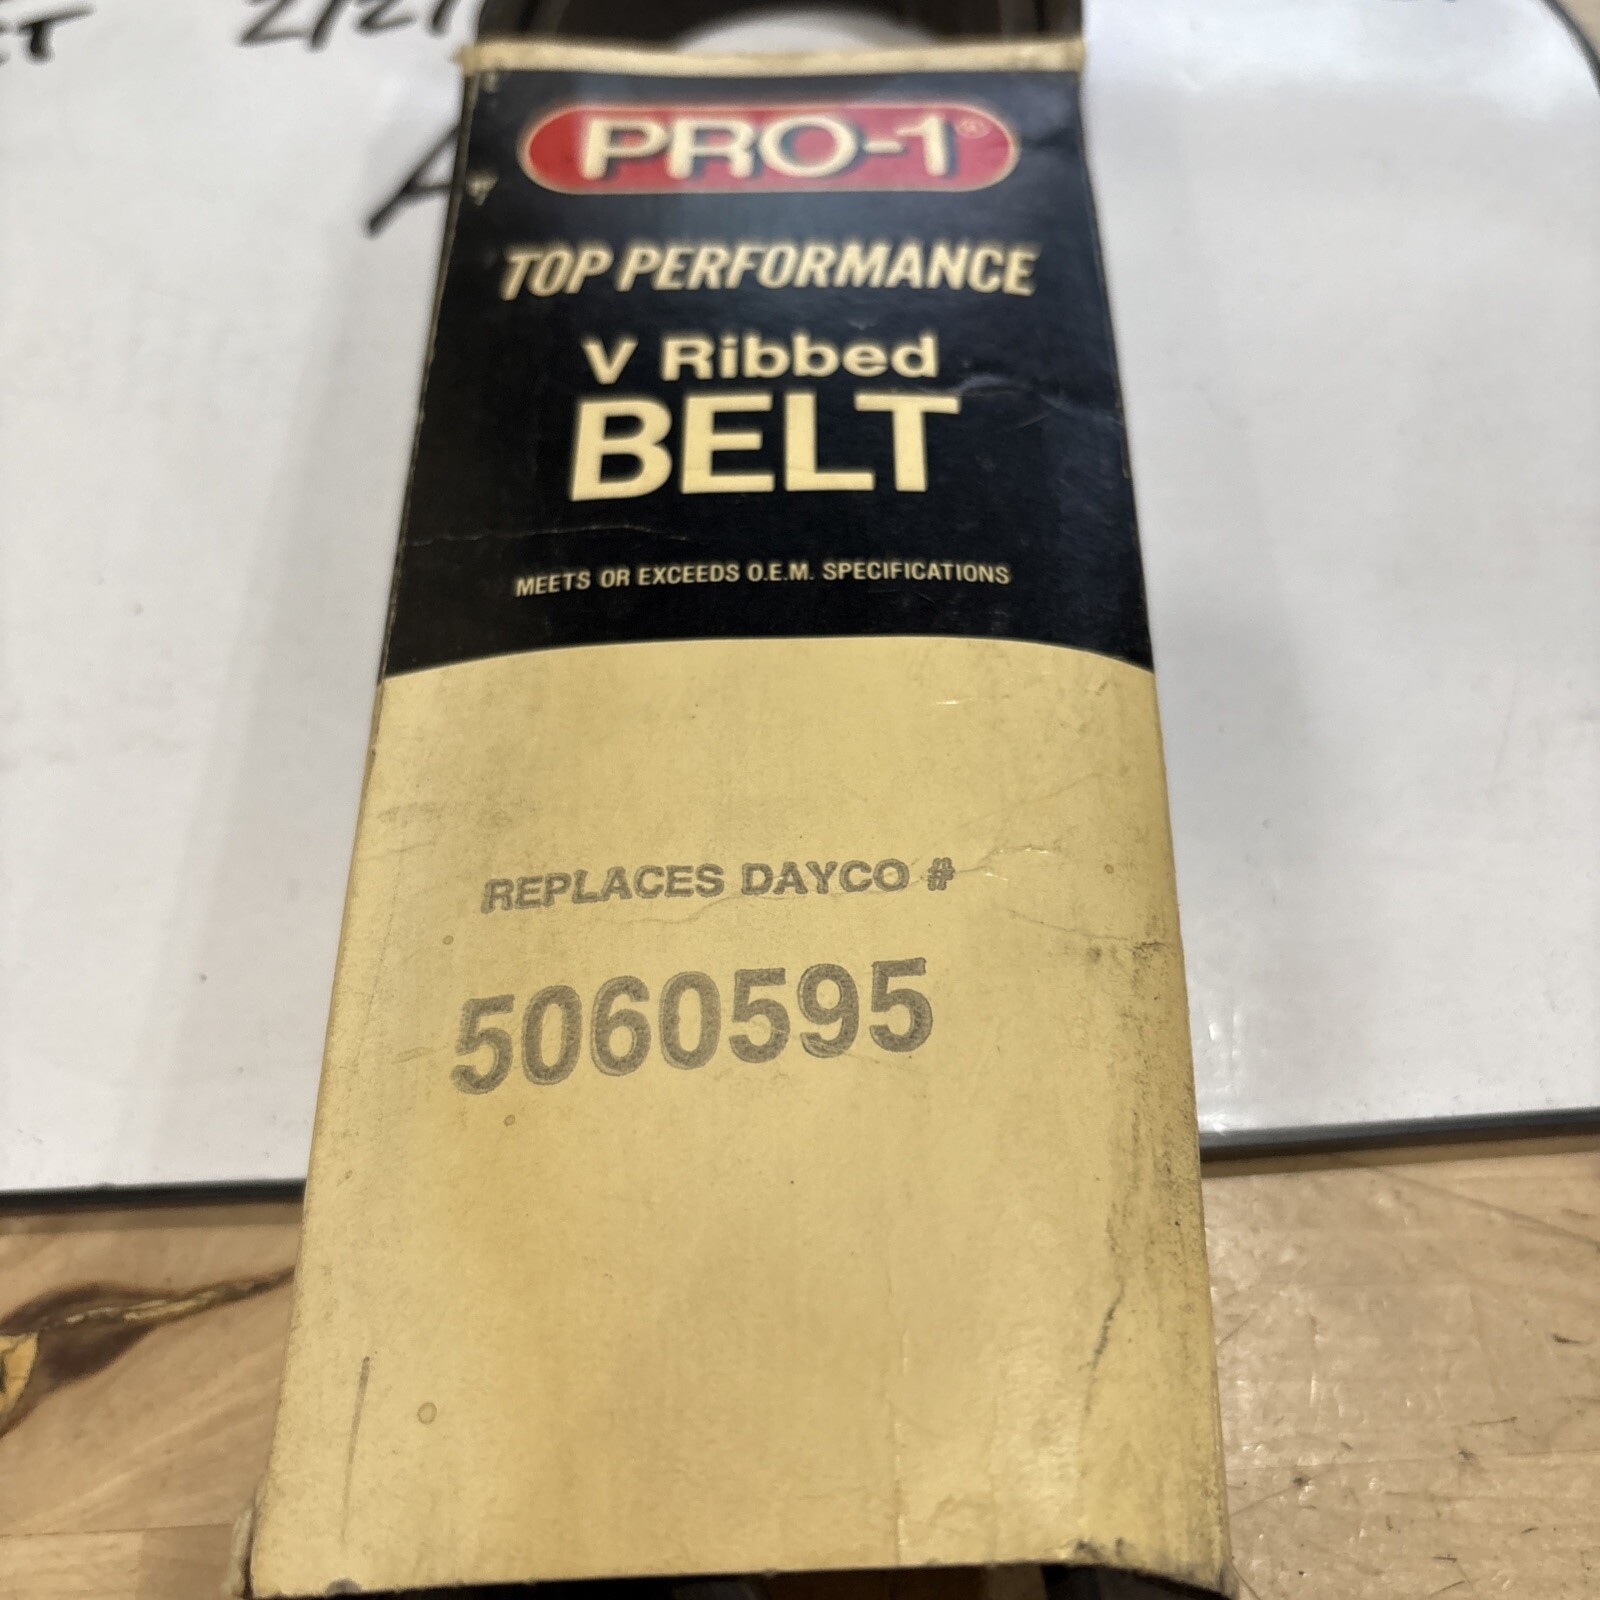 PRO-1®
TOP PERFORMANCE
V Ribbed
BELT
MEETS OR EXCEEDS O.E.M. SPECIFICATIONS
REPLACES DAYCO #
5060595